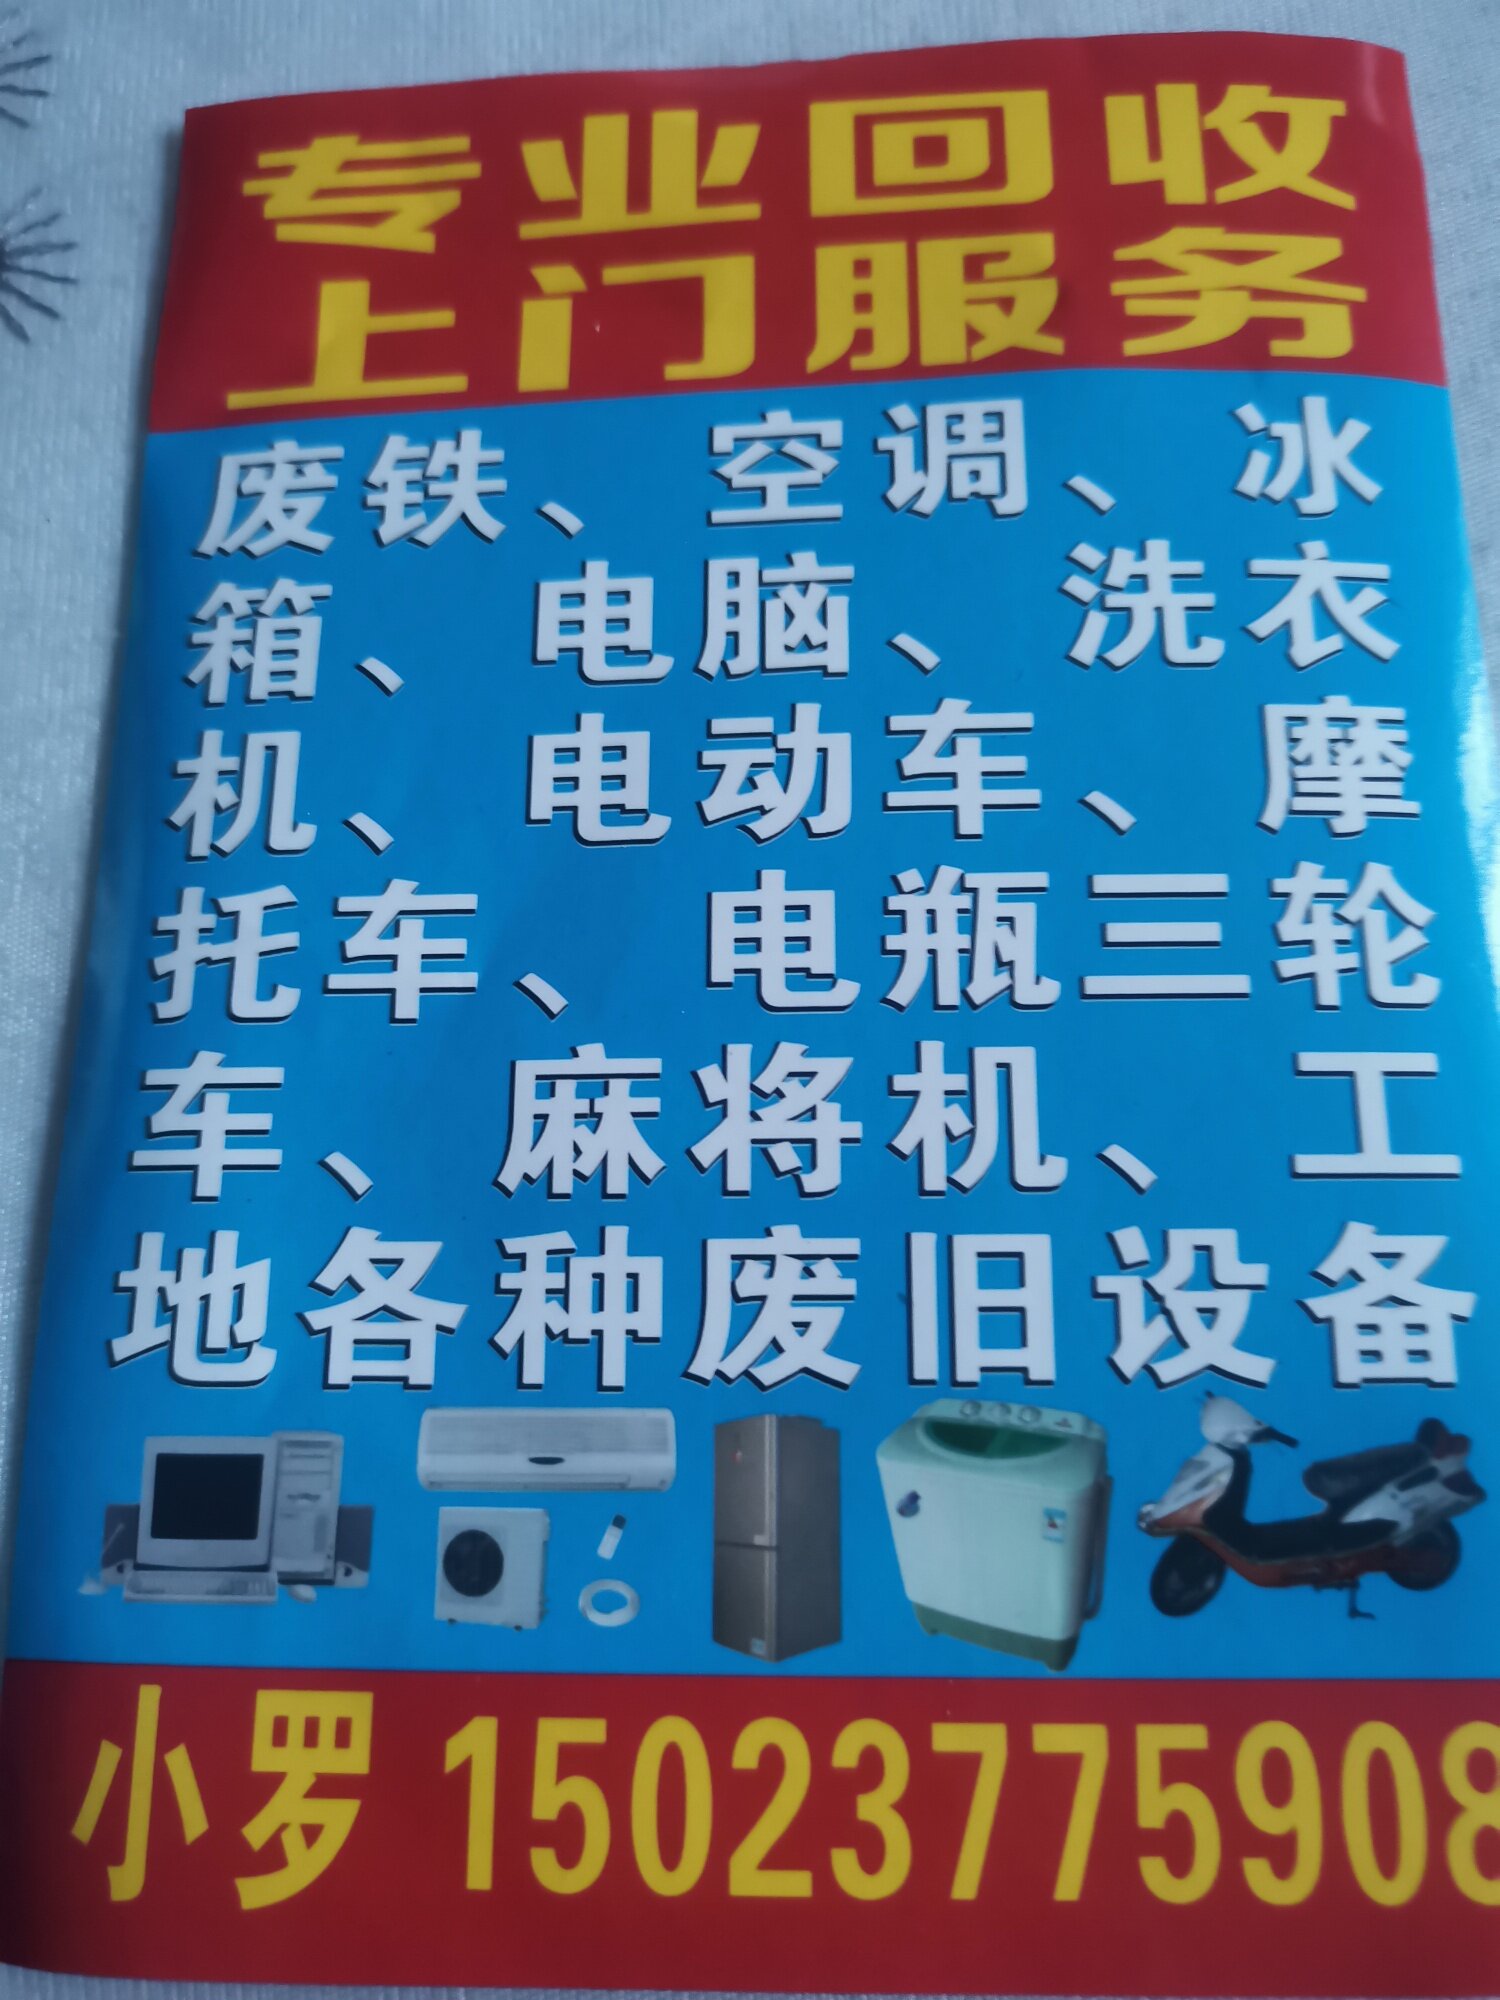 专业回收
上门服务
废铁、空调、冰
箱、电脑、洗衣
机、电动车、摩
托车、电瓶三轮
车、麻将机、工
地各种废旧设备
小罗 15023775908